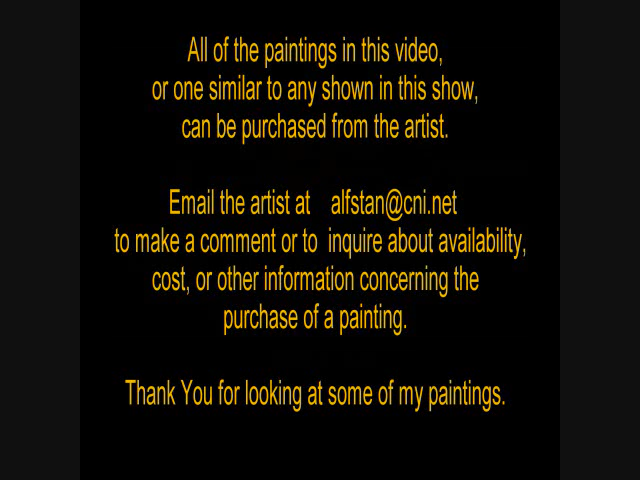 All of the paintings in this video,
or one similar to any shown in this show,
can be purchased from the artist.
Email the artist at alfstan@cni.net
to make a comment or to inquire about availability,
cost, or other information concerning the
purchase of a painting.
Thank You for looking at some of my paintings.